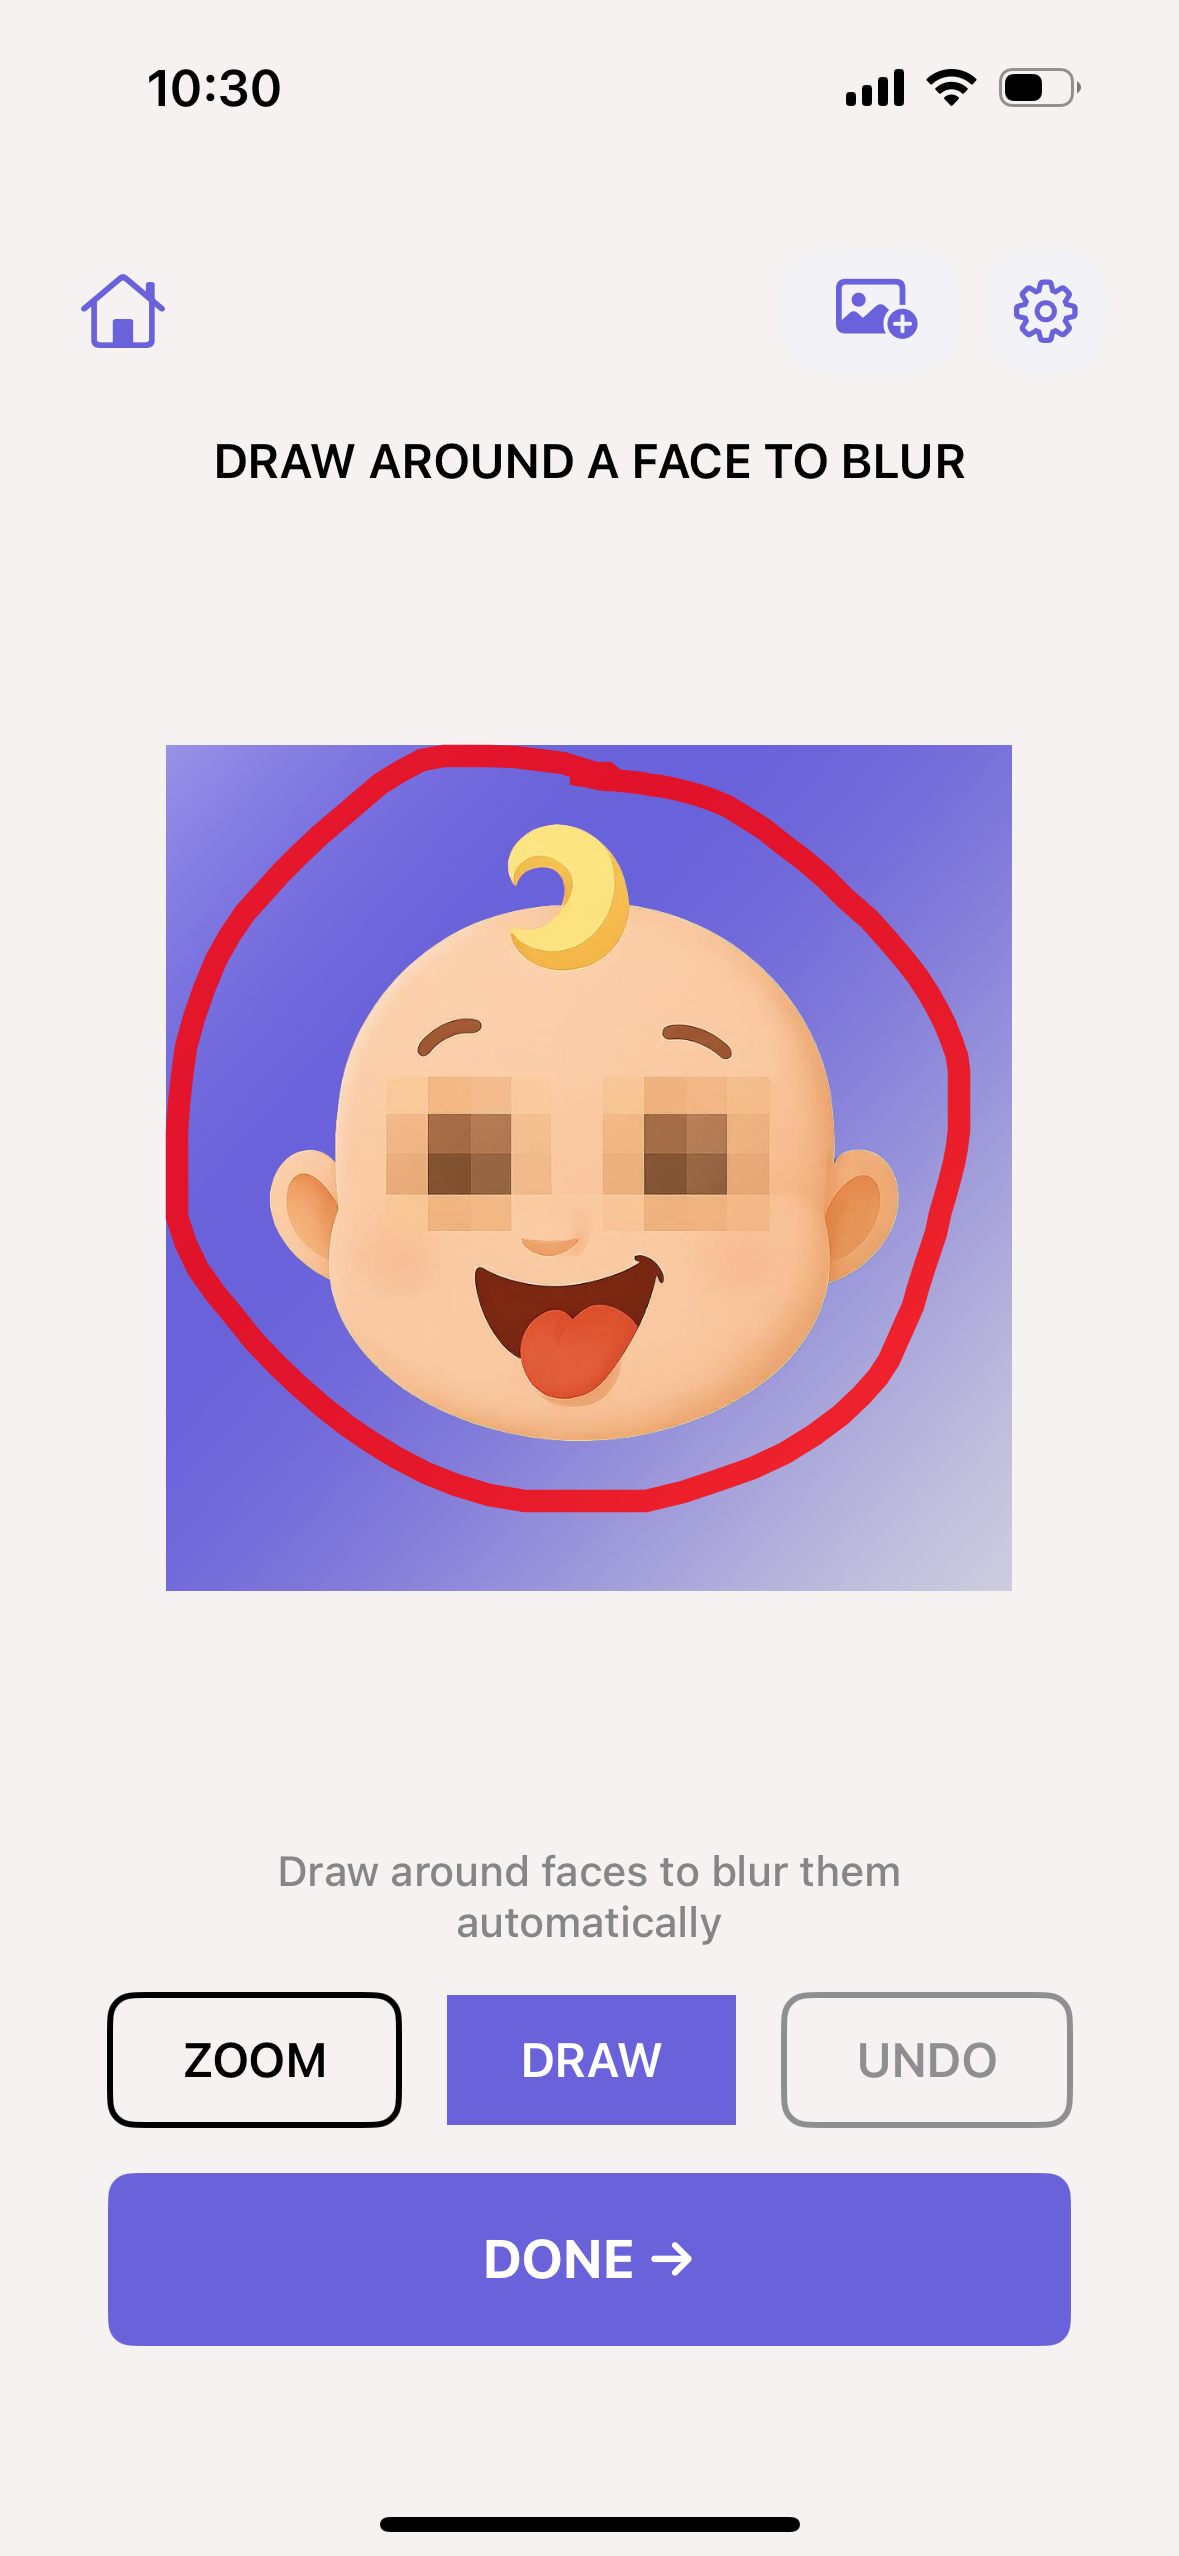 10:30
DRAW AROUND A FACE TO BLUR
Draw around faces to blur them
automatically
ZOOM
DRAW
UNDO
DONE →